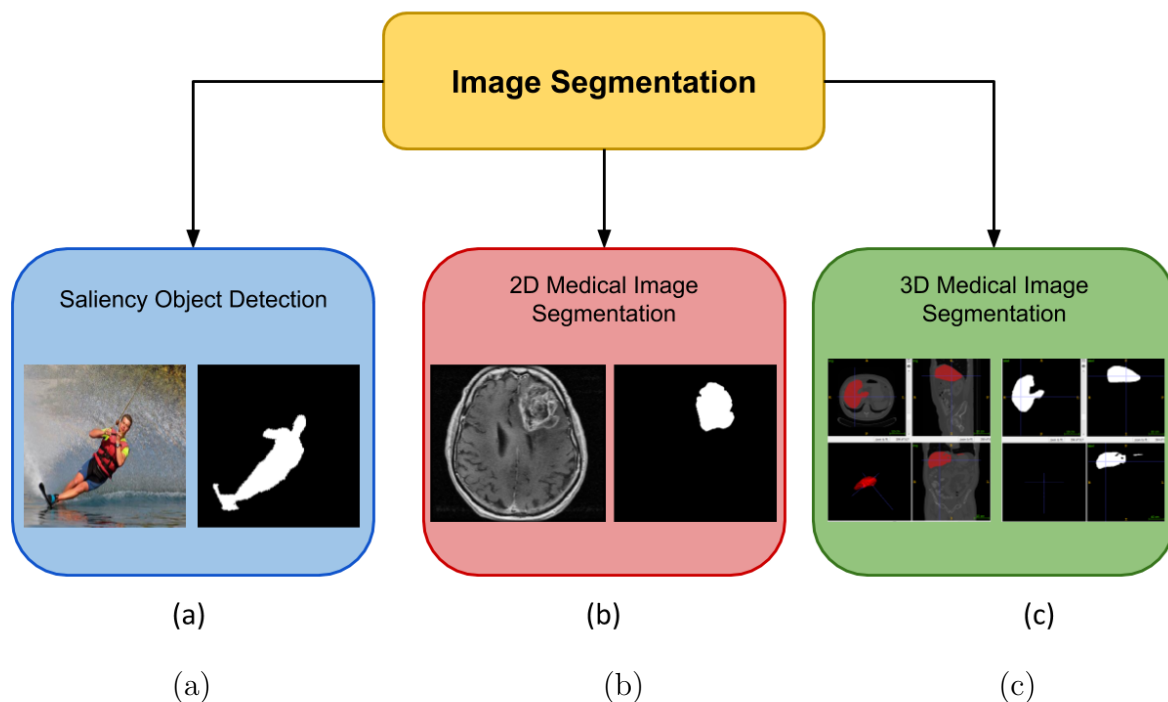 Image Segmentation
Saliency Object Detection
2D Medical Image
Segmentation
3D Medical Image
Segmentation
(a)
(b)
(c)
(a)
(b)
(c)